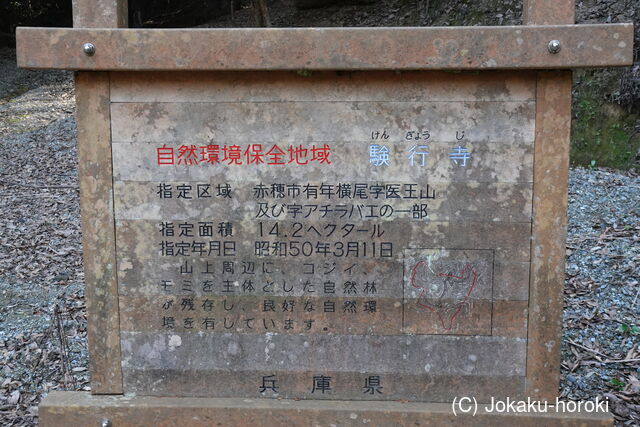 けん ぎょう じ
自然環境保全地域 験行寺
指定区域 赤穂市有年横尾字医王山
及び字アチラバエの一部
指定面積 14.2ヘクタール
指定年月日 昭和50年3月11日
山上周辺に、コジイ、
モミを主体とした自然林
が残存し、良好な自然環
境を有しています。
兵庫県
(C) Jokaku-horoki